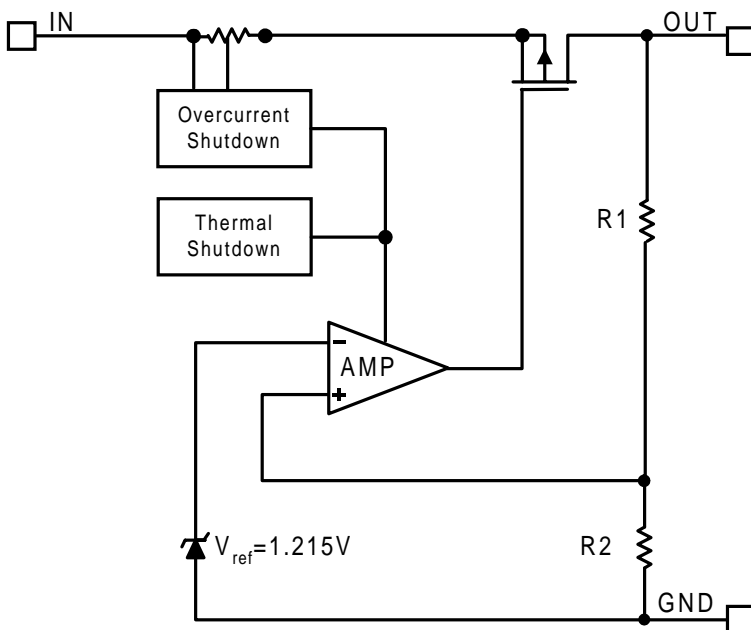 IN
OUT
Overcurrent
Shutdown
Thermal
Shutdown
R1
−
AMP
+
Vref=1.215V
R2
GND